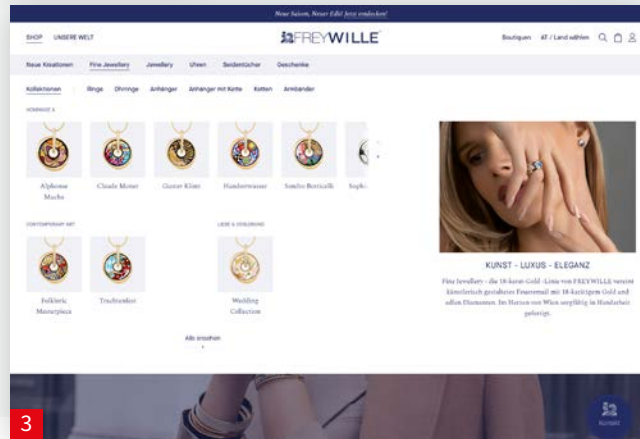 Neue Saison, Neuer Edit! Jetzt entdecken!
SHOP UNSERE WELT
FREYWILLE
Boutiquen AT / Land wählen
Neue Kreationen Fine Jewellery Jewellery Uhren Seidentücher Geschenke
Kollektionen Ringe Ohrringe Anhänger Anhänger mit Kette Ketten Armbänder
HOMMAGE À
Alphonse Mucha
Claude Monet
Gustav Klimt
Hundertwasser
Sandro Botticelli
CONTEMPORARY ART
Folkloric Masterpiece
LIEBE & VERLOBUNG
Wedding Collection
Alle ansehen
KUNST - LUXUS - ELEGANZ
Fine Jewellery - die 18-karat-Gold-Linie von FREYWILLE vereint
künstlerisch gestaltetes Feueremail mit 18-karätigem Gold und
edlen Diamanten. Im Herzen von Wien sorgfältig in Handarbeit
gefertigt.
Kontakt
3